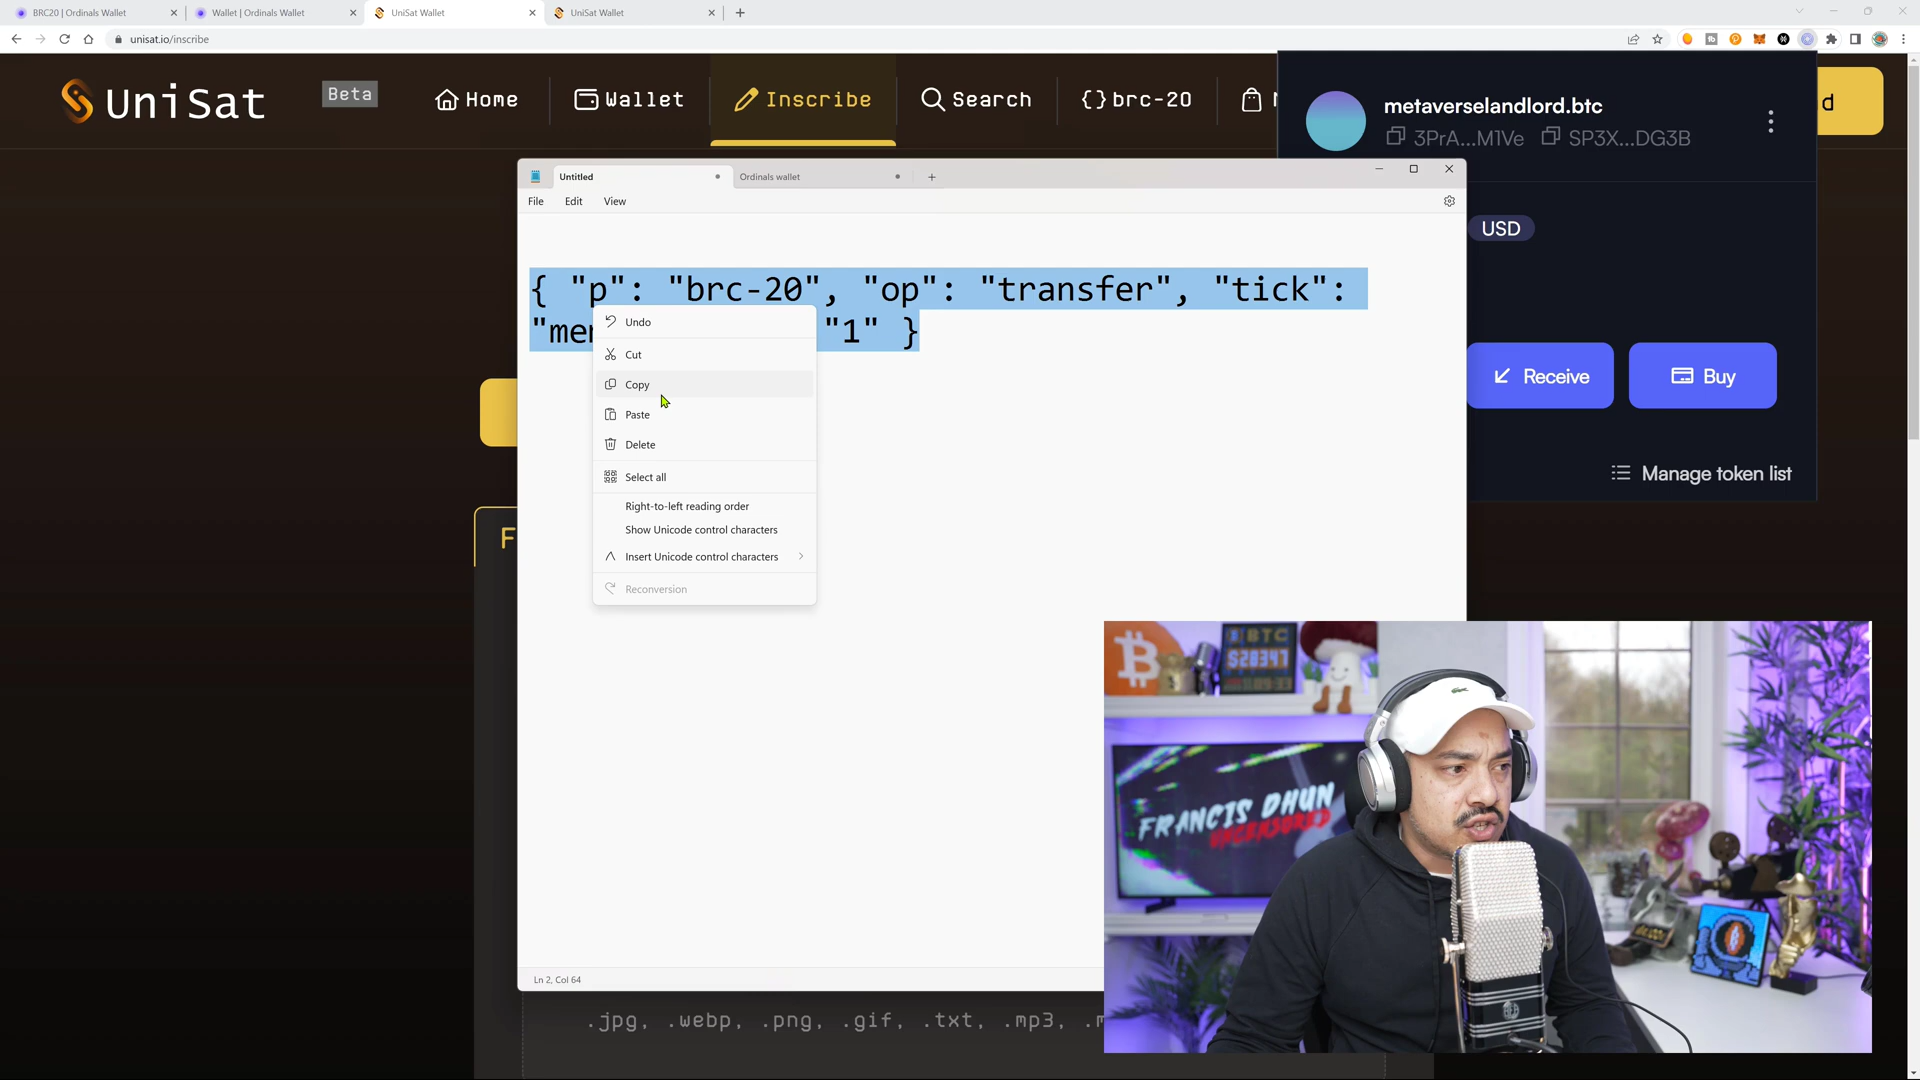 BRC20 | Ordinals Wallet
Wallet | Ordinals Wallet
UniSat Wallet
UniSat Wallet
unisat.io/inscribe
UniSat
Beta
Home
Wallet
Inscribe
Search
{} brc-20
d
metaverselandlord.btc
3PrA...M1Ve
SP3X...DG3B
USD
Receive
Buy
Manage token list
Untitled
Ordinals wallet
File
Edit
View
{ "p": "brc-20", "op": "transfer", "tick":
"1" }
Undo
Cut
Copy
Paste
Delete
Select all
Right-to-left reading order
Show Unicode control characters
Insert Unicode control characters
Reconversion
F
Ln 2, Col 64
.jpg, .webp, .png, .gif, .txt, .mp3,
BTC
$28347
FRANCIS DHUN
UNCENSORED